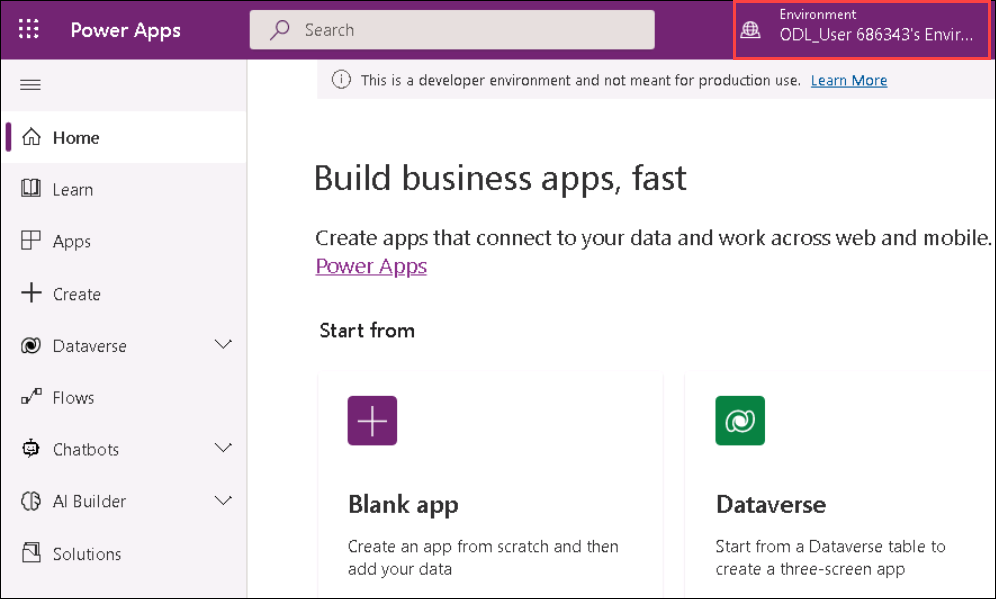 Power Apps
Search
Environment
ODL_User 686343's Envir...
This is a developer environment and not meant for production use. Learn More
Home
Learn
Apps
Create
Dataverse
Flows
Chatbots
AI Builder
Solutions
Build business apps, fast
Create apps that connect to your data and work across web and mobile.
Power Apps
Start from
Blank app
Create an app from scratch and then
add your data
Dataverse
Start from a Dataverse table to
create a three-screen app